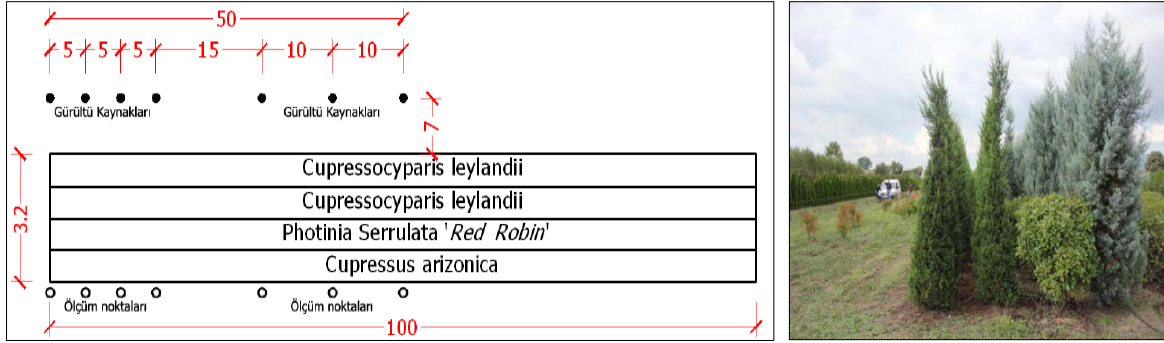 50
5 5 5 15 10 10
Gürültü Kaynakları Gürültü Kaynakları
7
Cupressocyparis leylandii
Cupressocyparis leylandii
3.2
Photinia Serrulata 'Red Robin'
Cupressus arizonica
Ölçüm noktaları Ölçüm noktaları
100